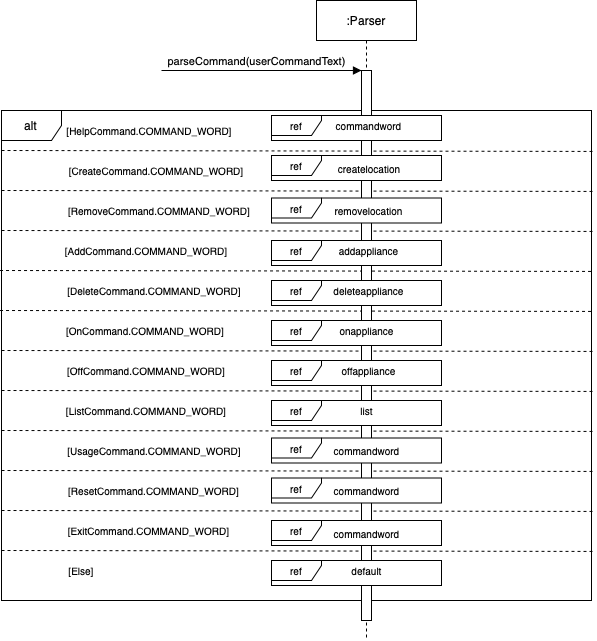 :Parser
parseCommand(userCommandText)
alt
[HelpCommand.COMMAND_WORD]
ref
commandword
[CreateCommand.COMMAND_WORD]
ref
createlocation
[RemoveCommand.COMMAND_WORD]
ref
removelocation
[AddCommand.COMMAND_WORD]
ref
addappliance
[DeleteCommand.COMMAND_WORD]
ref
deleteappliance
[OnCommand.COMMAND_WORD]
ref
onappliance
[OffCommand.COMMAND_WORD]
ref
offappliance
[ListCommand.COMMAND_WORD]
ref
list
[UsageCommand.COMMAND_WORD]
ref
commandword
[ResetCommand.COMMAND_WORD]
ref
commandword
[ExitCommand.COMMAND_WORD]
ref
commandword
[Else]
ref
default